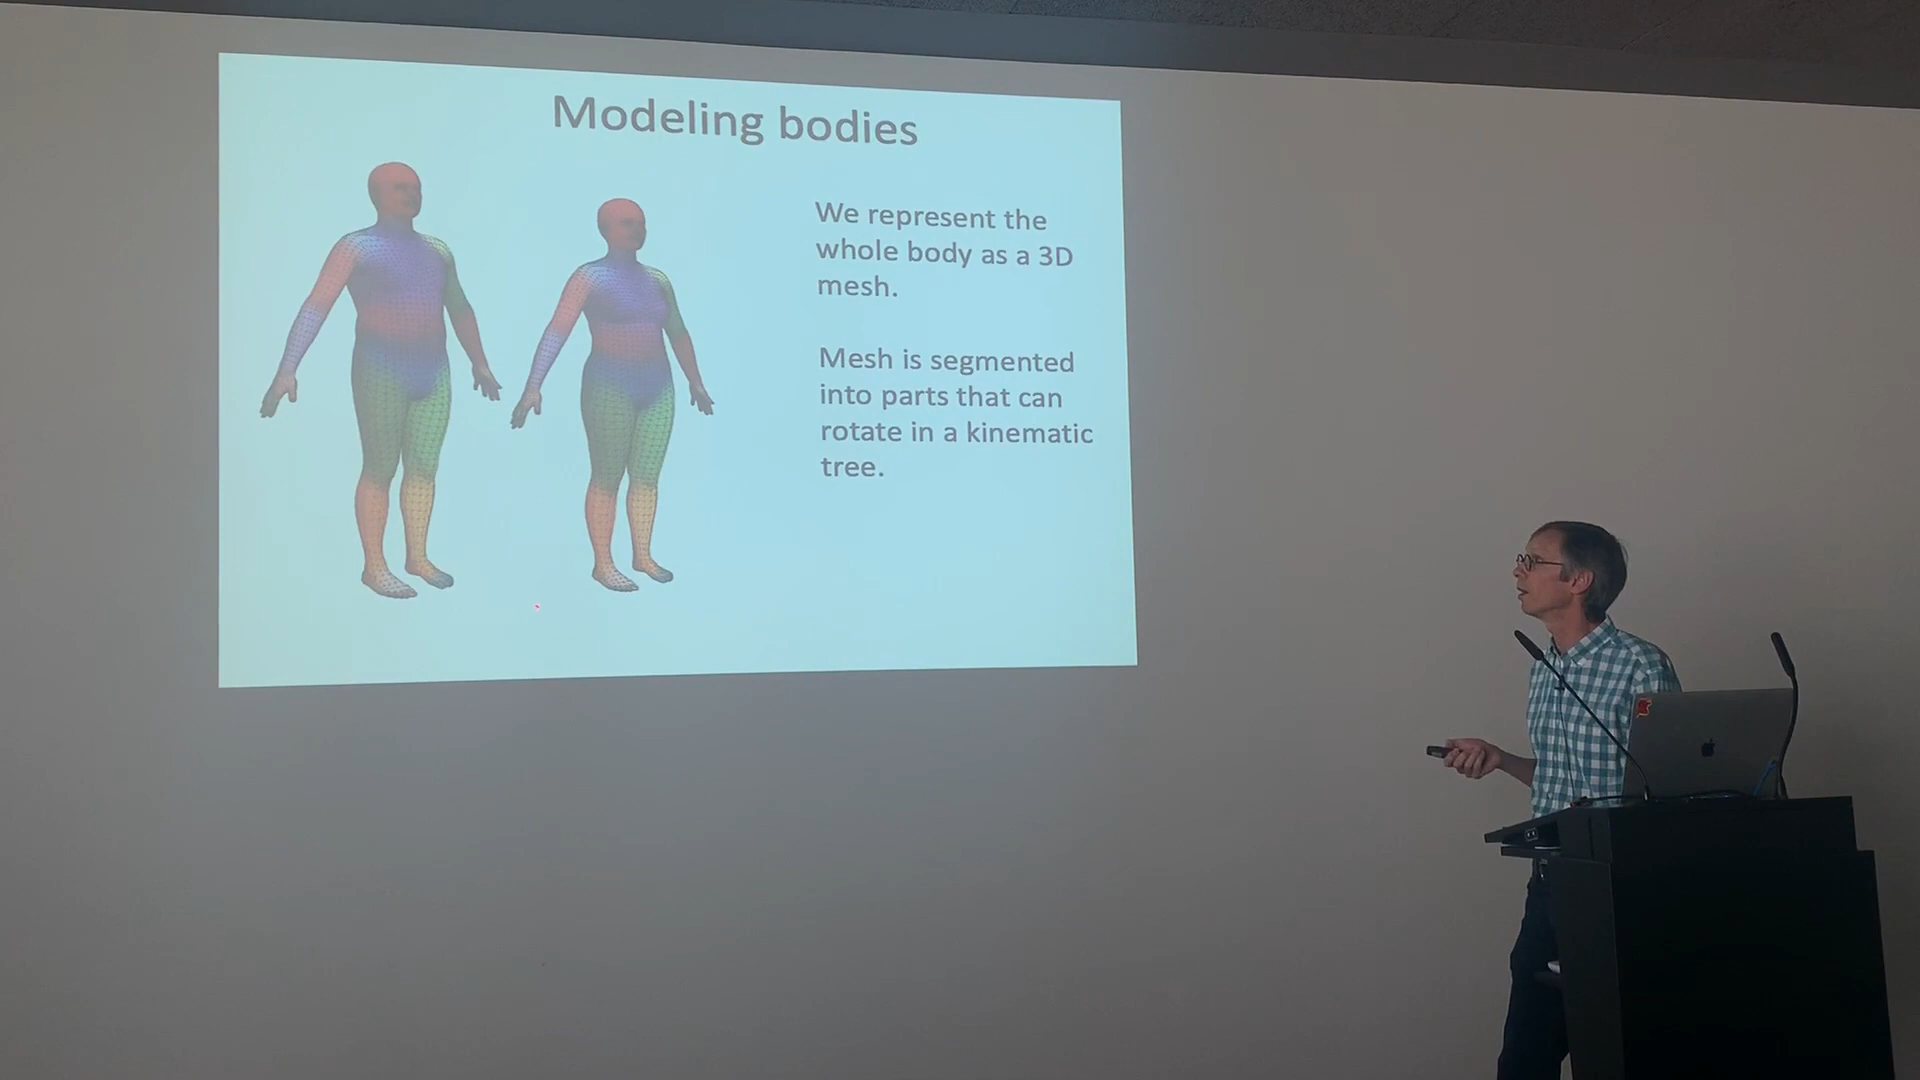 Modeling bodies
We represent the
whole body as a 3D
mesh.
Mesh is segmented
into parts that can
rotate in a kinematic
tree.